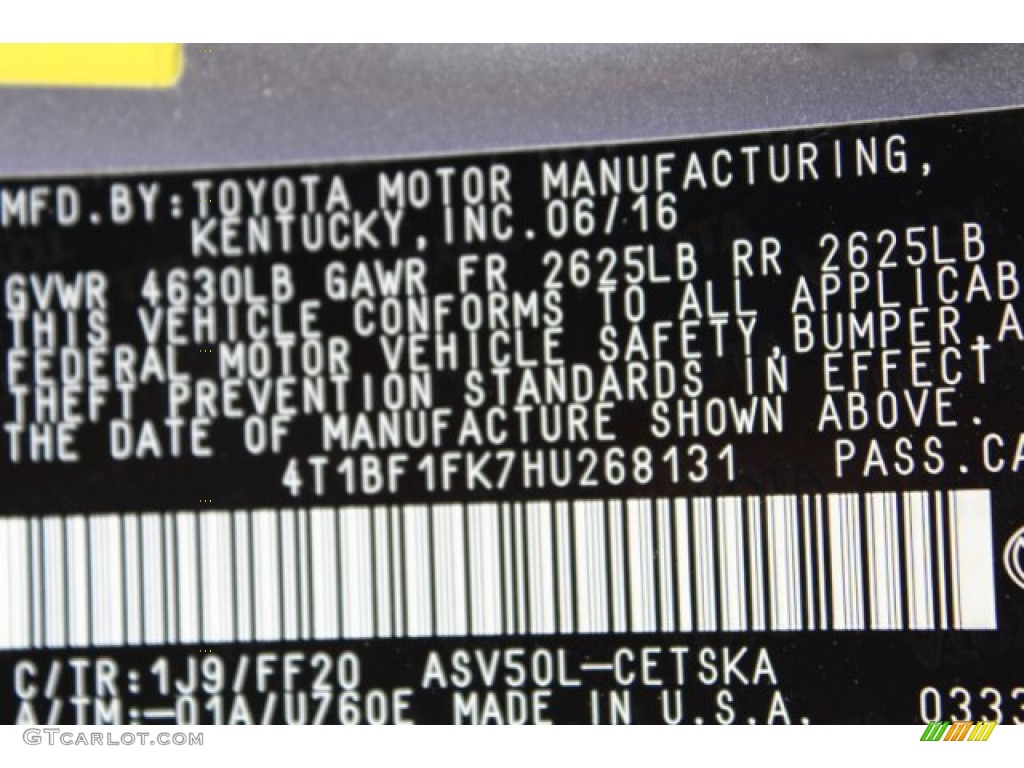 MFD.BY:TOYOTA MOTOR MANUFACTURING,
KENTUCKY,INC.06/16
GVWR 4630LB GAWR FR 2625LB RR 2625LB
THIS VEHICLE CONFORMS TO ALL APPLICAB
FEDERAL MOTOR VEHICLE SAFETY,BUMPER,A
THEFT PREVENTION STANDARDS IN EFFECT
THE DATE OF MANUFACTURE SHOWN ABOVE.
4T1BF1FK7HU268131 PASS.CA
C/TR:1J9/FF20 ASV50L-CETSKA
A/TM:-01A/U760E MADE IN U.S.A. 0333
GTcarlot.com